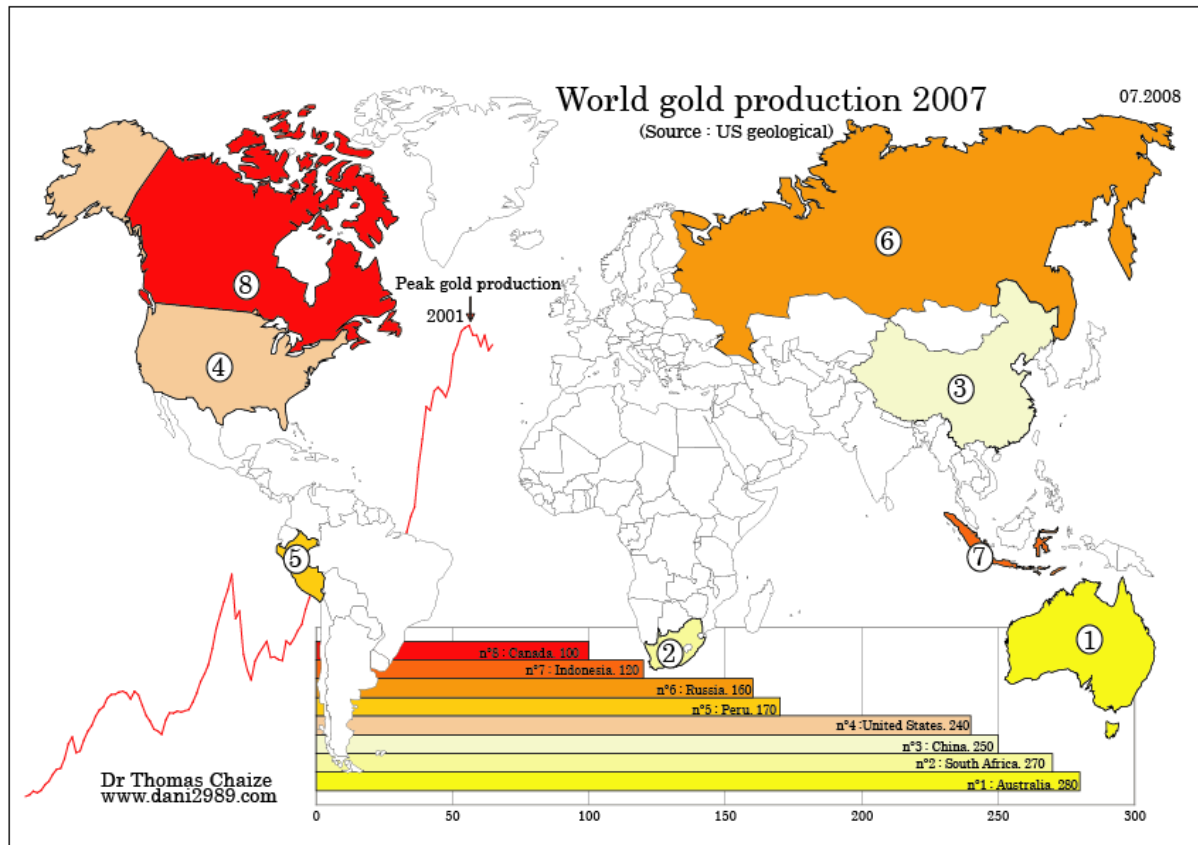 World gold production 2007
07.2008
(Source : US geological)
6
8
Peak gold production
2001
4
3
5
7
1
2
n°8 : Canada. 100
n°7 : Indonesia. 120
n°6 : Russia. 160
n°5 : Peru. 170
n°4 :United States. 240
n°3 : China. 250
n°2 : South Africa. 270
n°1 : Australia. 280
Dr Thomas Chaize
www.dani2989.com
0 50 100 150 200 250 300